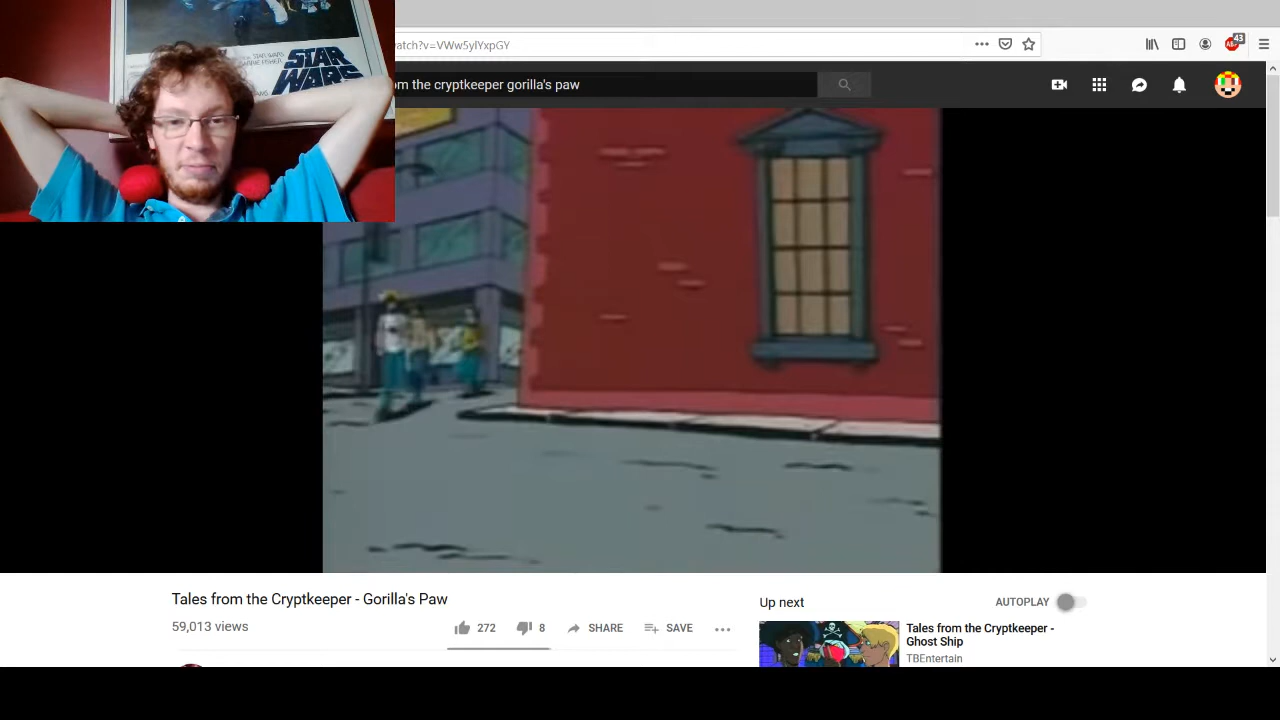 STAR WARS
watch?v=VWw5ylYxpGY
43
om the cryptkeeper gorilla's paw
Tales from the Cryptkeeper - Gorilla's Paw
59,013 views
272
8
SHARE
SAVE
Up next
AUTOPLAY
Tales from the Cryptkeeper -
Ghost Ship
TBEntertain